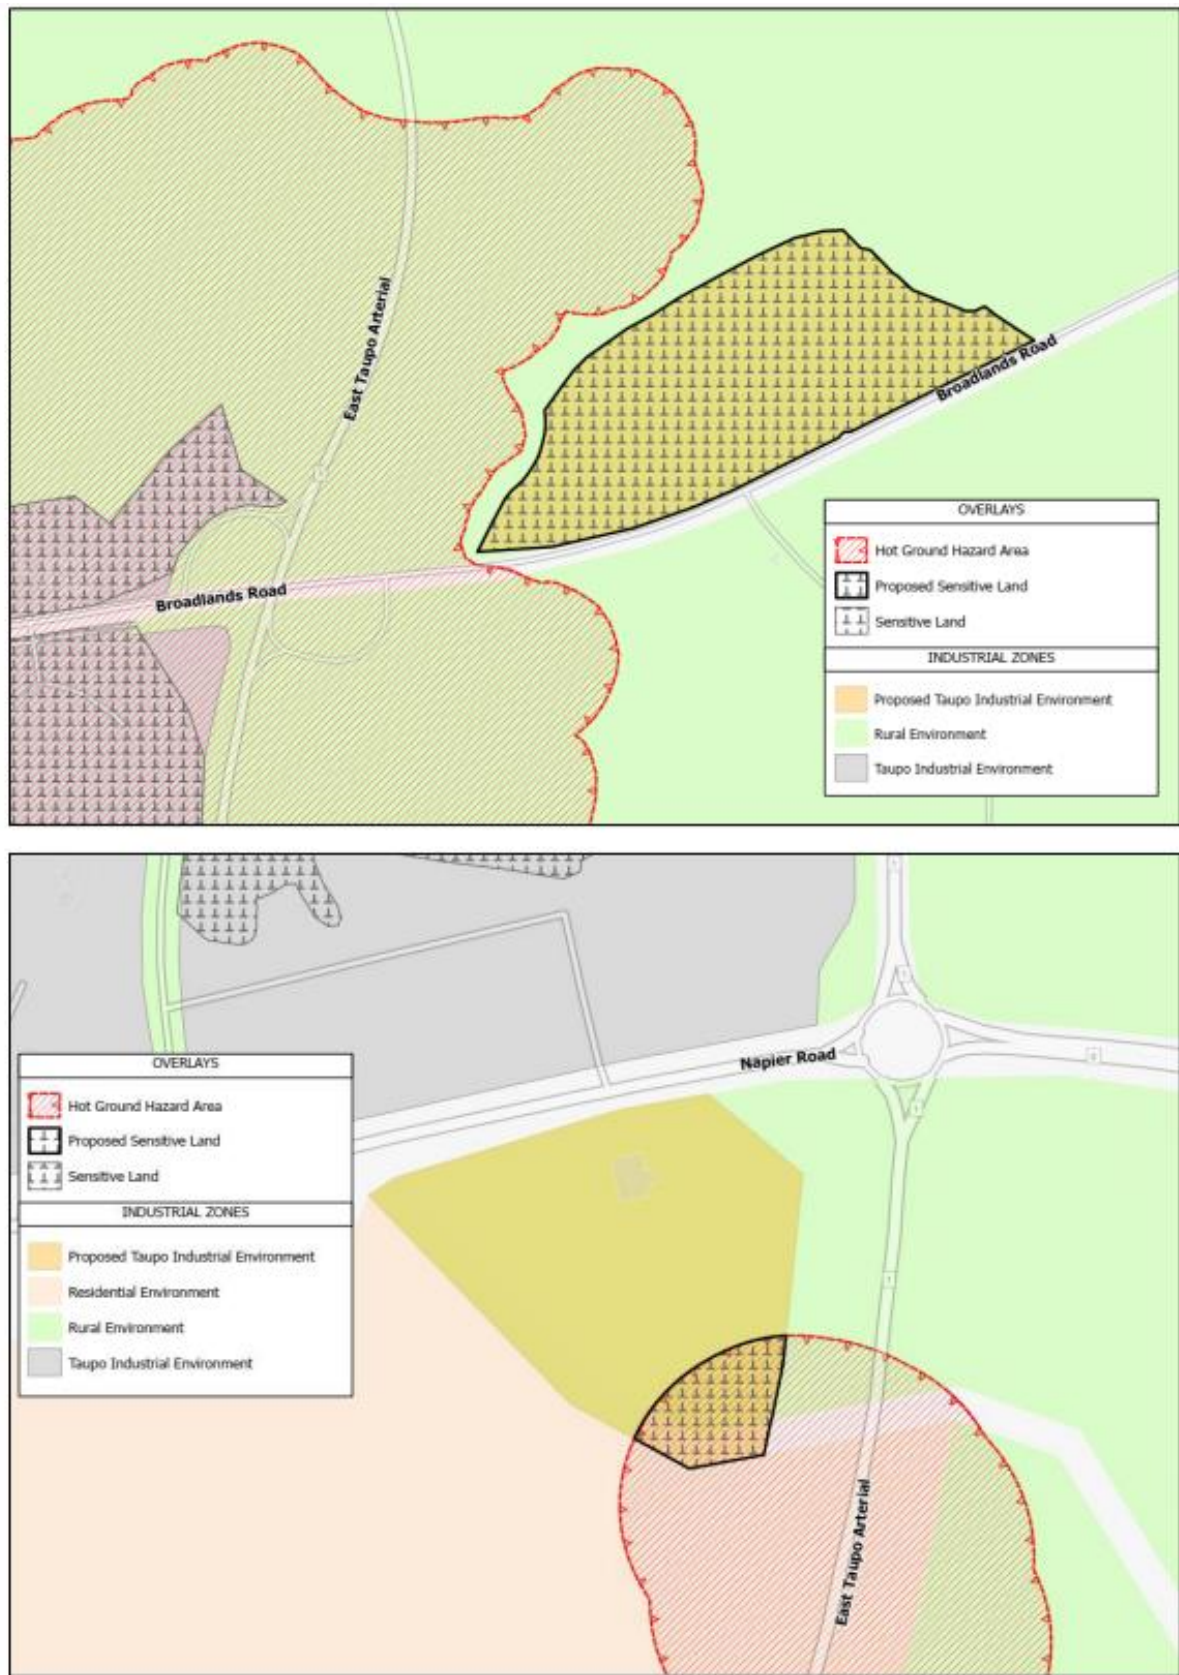 East Taupo Arterial
Broadlands Road
Broadlands Road
OVERLAYS
Hot Ground Hazard Area
Proposed Sensitive Land
Sensitive Land
INDUSTRIAL ZONES
Proposed Taupo Industrial Environment
Rural Environment
Taupo Industrial Environment
Napier Road
OVERLAYS
Hot Ground Hazard Area
Proposed Sensitive Land
Sensitive Land
INDUSTRIAL ZONES
Proposed Taupo Industrial Environment
Residential Environment
Rural Environment
Taupo Industrial Environment
East Taupo Arterial